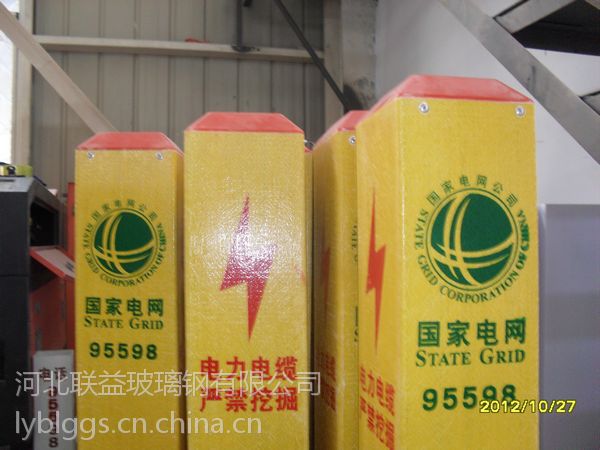 国家电网公司
STATE GRID CORPORATION OF CHINA
国家电网
STATE GRID
95598
电力电缆
严禁挖掘
国家电网公司
STATE GRID CORPORATION OF CHINA
国家电网
STATE GRID
95598
电力电缆
严禁挖掘
电话
95598
2012/10/27
河北联益玻璃钢有限公司
lyblggs.cn.china.cn